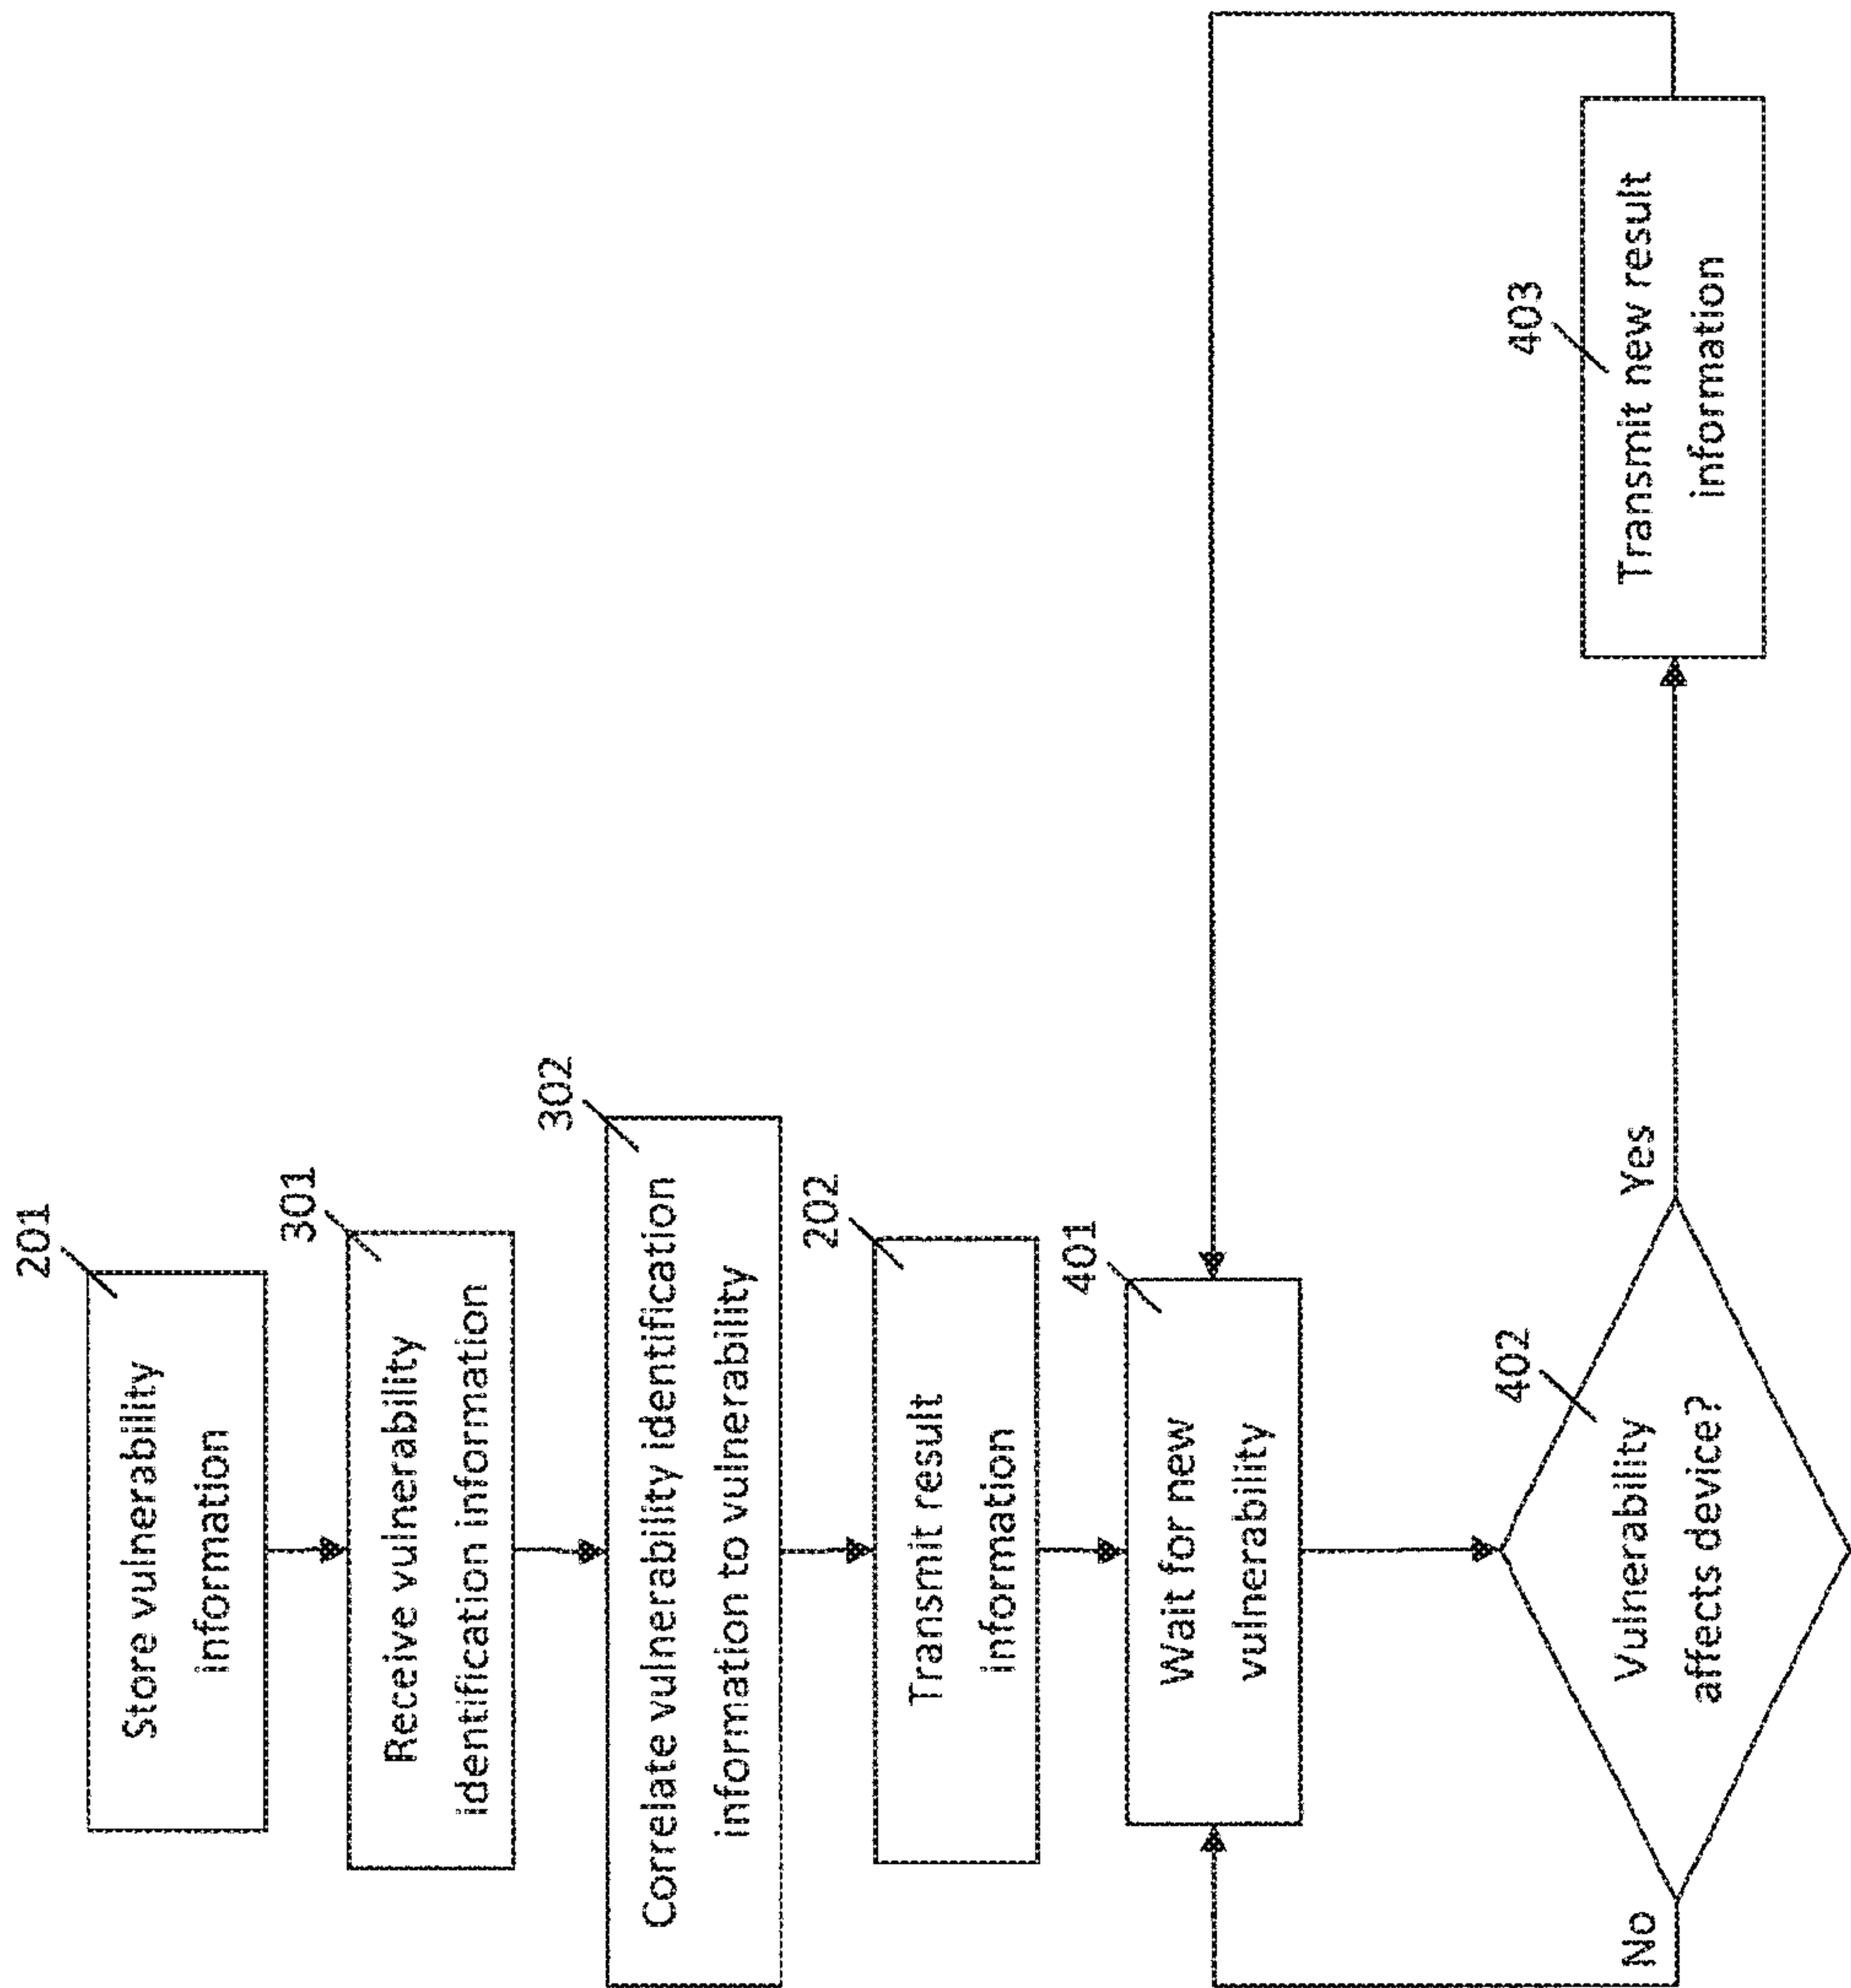 201
Store vulnerability
information
301
Receive vulnerability
identification information
302
Correlate vulnerability identification
information to vulnerability
202
Transmit result
information
401
Wait for new
vulnerability
402
Vulnerability
affects device?
No
Yes
403
Transmit new result
information